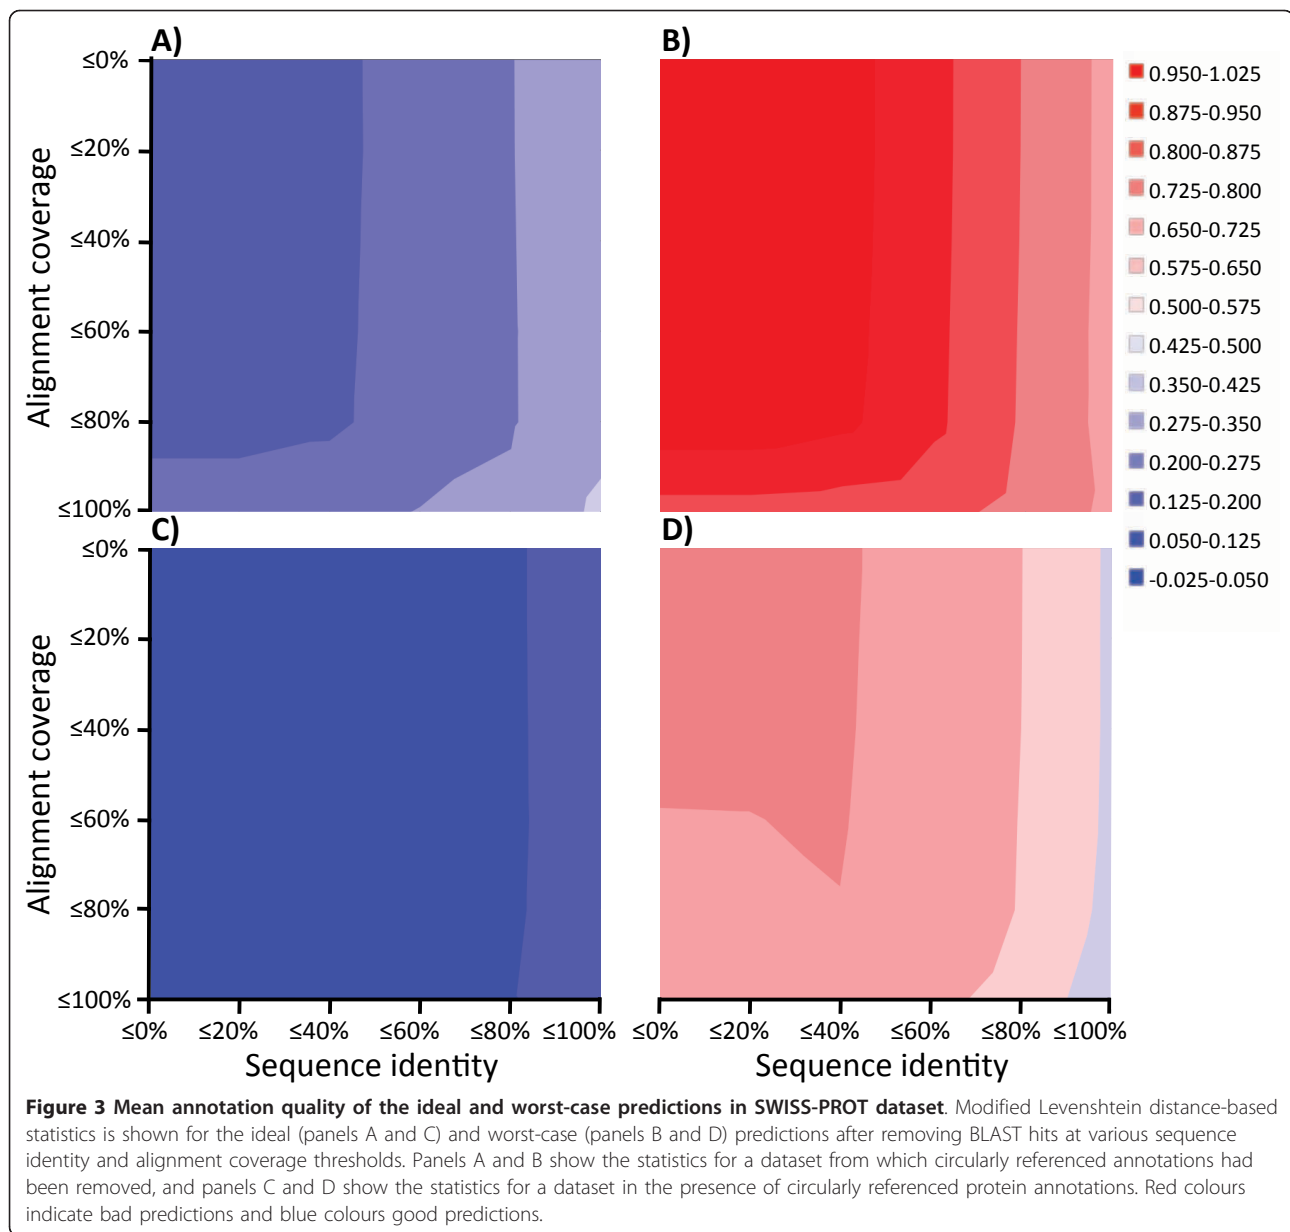 A)
B)
≤0%
≤20%
≤40%
≤60%
≤80%
≤100%
Alignment coverage
0.950-1.025
0.875-0.950
0.800-0.875
0.725-0.800
0.650-0.725
0.575-0.650
0.500-0.575
0.425-0.500
0.350-0.425
0.275-0.350
0.200-0.275
0.125-0.200
0.050-0.125
-0.025-0.050
C)
D)
≤0%
≤20%
≤40%
≤60%
≤80%
≤100%
Alignment coverage
≤0% ≤20% ≤40% ≤60% ≤80% ≤100%
Sequence identity
≤0% ≤20% ≤40% ≤60% ≤80% ≤100%
Sequence identity
Figure 3 Mean annotation quality of the ideal and worst-case predictions in SWISS-PROT dataset. Modified Levenshtein distance-based
statistics is shown for the ideal (panels A and C) and worst-case (panels B and D) predictions after removing BLAST hits at various sequence
identity and alignment coverage thresholds. Panels A and B show the statistics for a dataset from which circularly referenced annotations had
been removed, and panels C and D show the statistics for a dataset in the presence of circularly referenced protein annotations. Red colours
indicate bad predictions and blue colours good predictions.